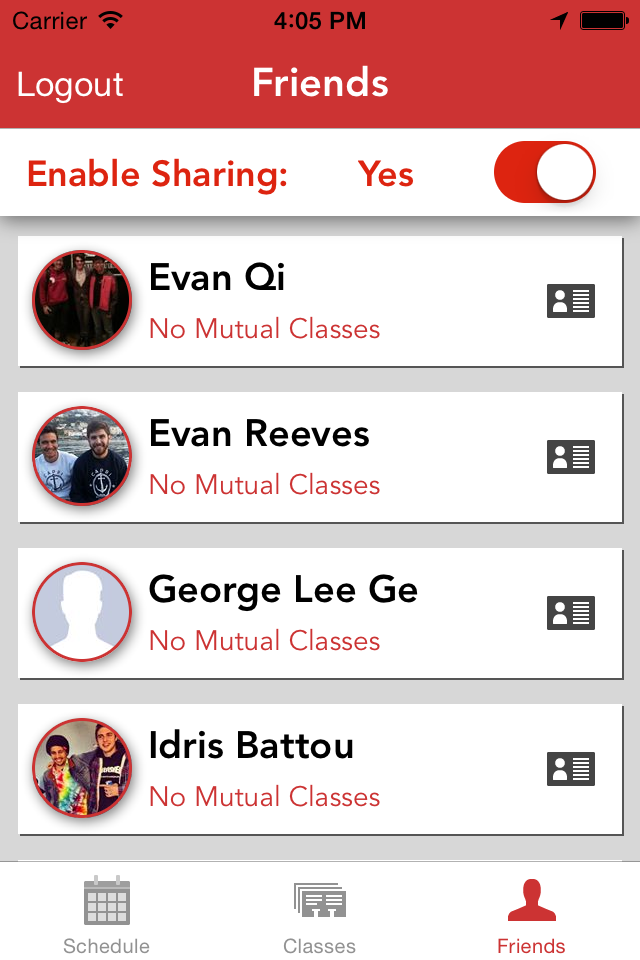 Carrier 4:05 PM
Logout Friends
Enable Sharing: Yes
Evan Qi
No Mutual Classes
Evan Reeves
No Mutual Classes
George Lee Ge
No Mutual Classes
Idris Battou
No Mutual Classes
Schedule Classes Friends